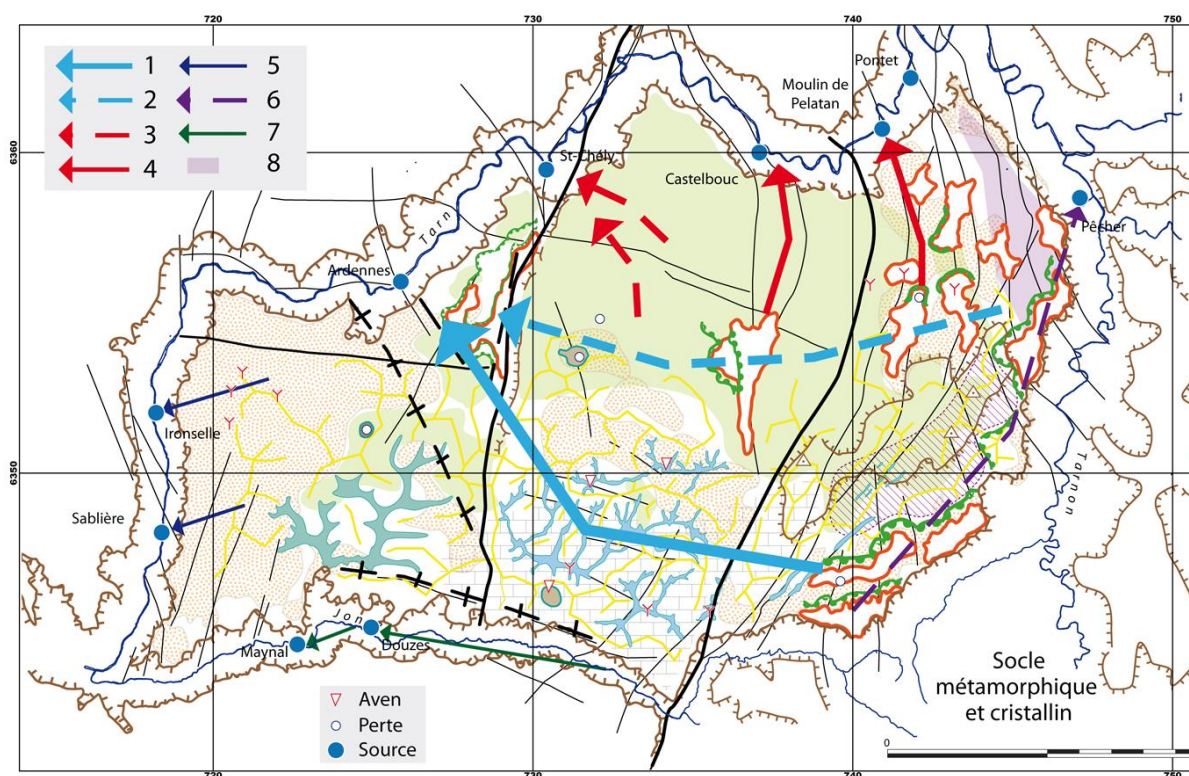 720
730
740
750
1
5
2
6
3
7
4
8
Pontet
Moulin de
Pelatan
6360
St-Chély
Castelbouc
Tarn
Pêcher
Ardennes
Ironselle
6350
Tarnon
Sablière
Jon
Maynal
Douzes
Socle
métamorphique
et cristallin
Aven
Perte
Source
0
720
730
740
750